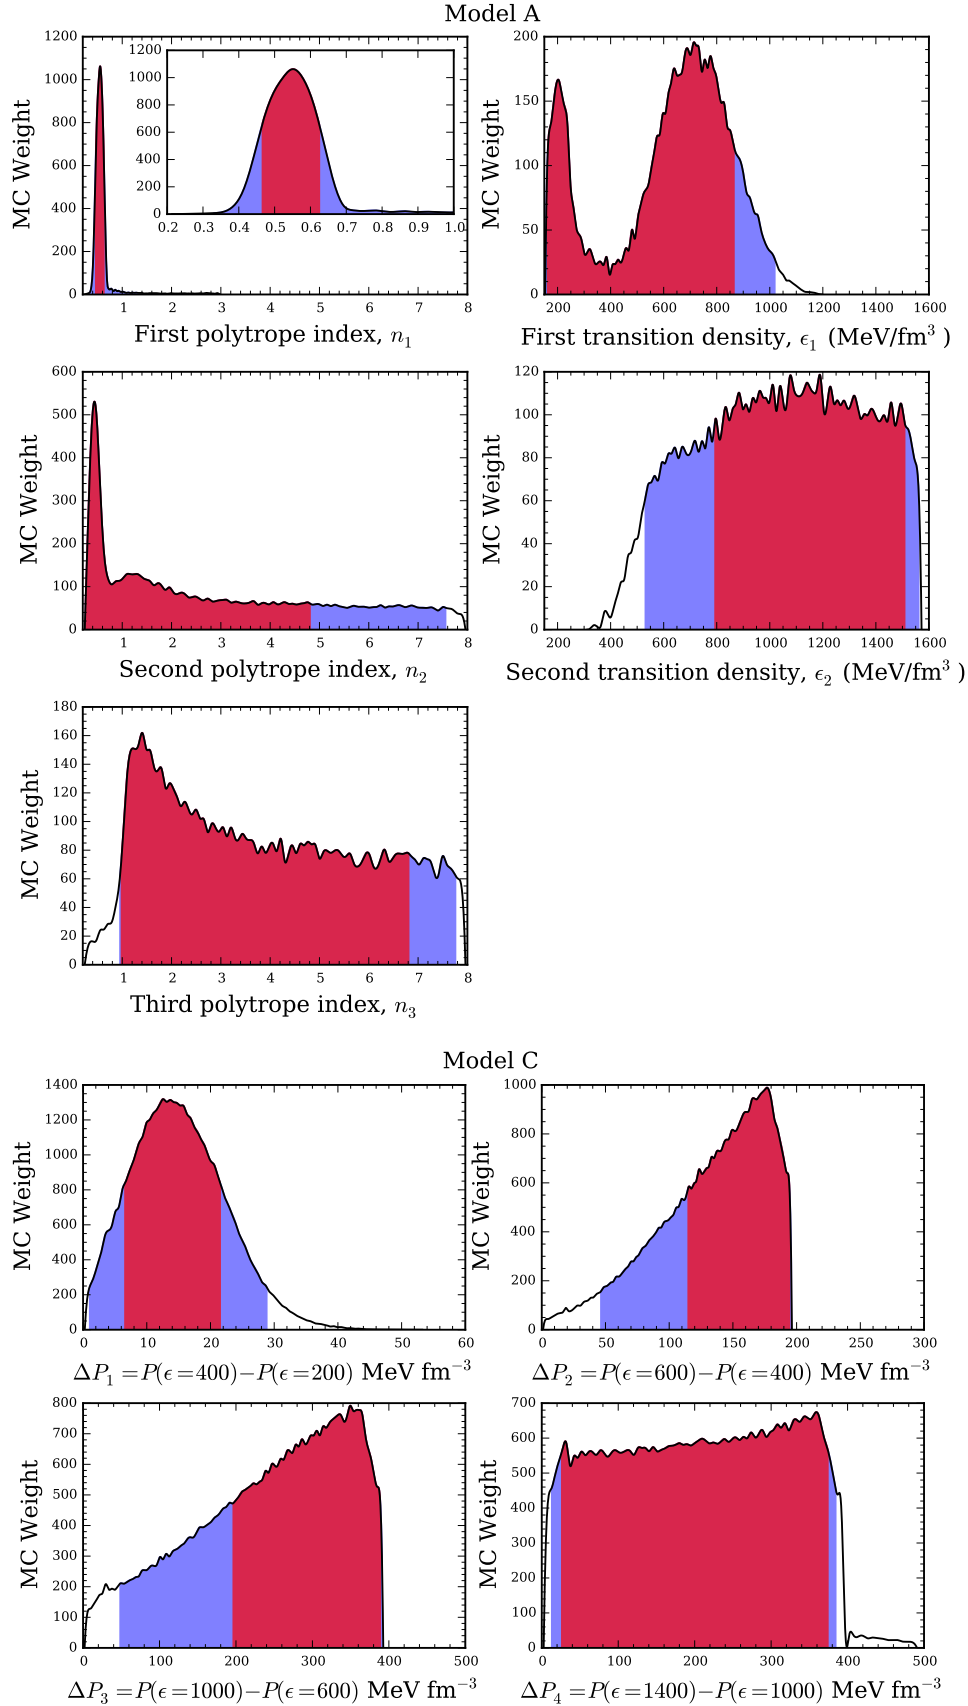 Model A
MC Weight
1200
1000
800
600
400
200
0
1 2 3 4 5 6 7 8
First polytrope index, n₁
1200
1000
800
600
400
200
0
0.2 0.3 0.4 0.5 0.6 0.7 0.8 0.9 1.0
MC Weight
200
150
100
50
0
200 400 600 800 1000 1200 1400 1600
First transition density, ϵ₁ (MeV/fm³ )
MC Weight
600
500
400
300
200
100
0
1 2 3 4 5 6 7 8
Second polytrope index, n₂
MC Weight
120
100
80
60
40
20
0
200 400 600 800 1000 1200 1400 1600
Second transition density, ϵ₂ (MeV/fm³ )
MC Weight
180
160
140
120
100
80
60
40
20
0
1 2 3 4 5 6 7 8
Third polytrope index, n₃
Model C
MC Weight
1400
1200
1000
800
600
400
200
0
0 10 20 30 40 50 60
ΔP₁ =P(ϵ=400)−P(ϵ=200) MeV fm⁻³
MC Weight
1000
800
600
400
200
0
0 50 100 150 200 250 300
ΔP₂ =P(ϵ=600)−P(ϵ=400) MeV fm⁻³
MC Weight
800
700
600
500
400
300
200
100
0
0 100 200 300 400 500
ΔP₃ =P(ϵ=1000)−P(ϵ=600) MeV fm⁻³
MC Weight
700
600
500
400
300
200
100
0
0 100 200 300 400 500
ΔP₄ =P(ϵ=1400)−P(ϵ=1000) MeV fm⁻³